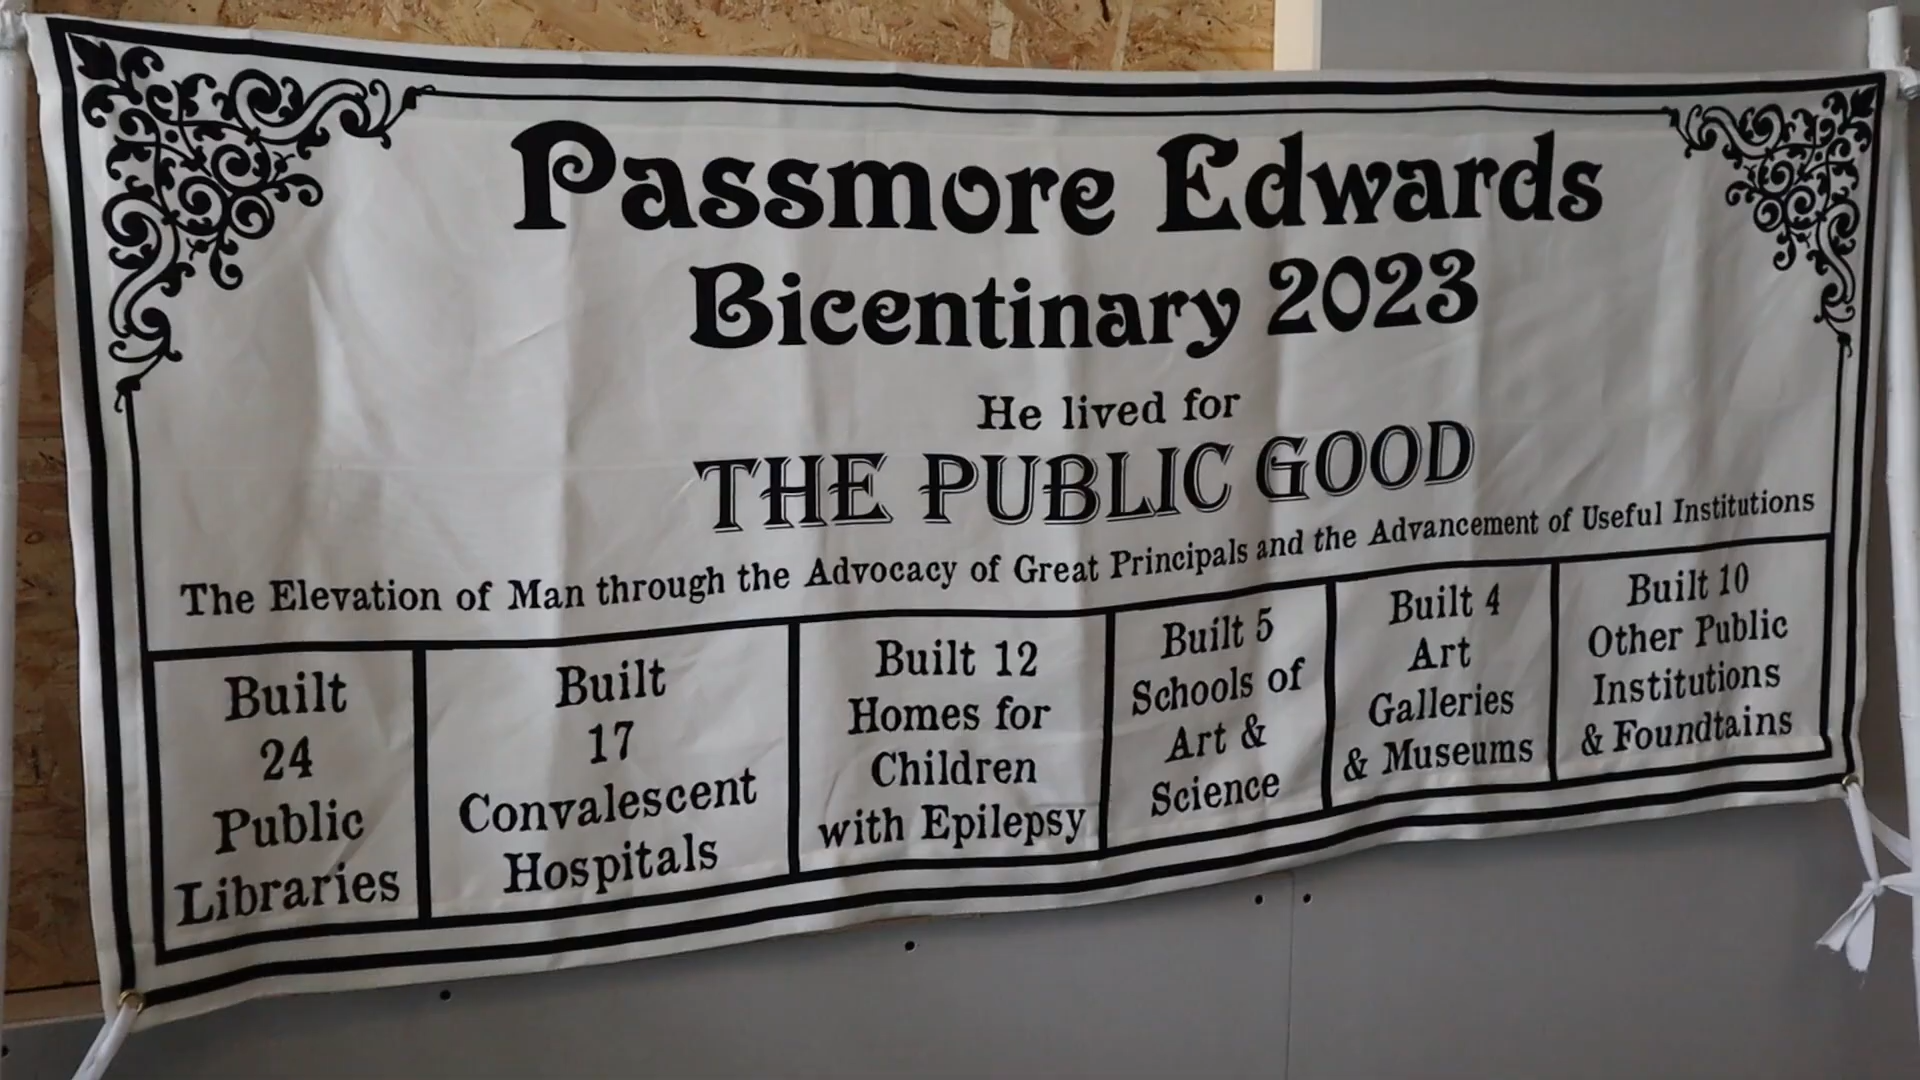 Passmore Edwards
Bicentinary 2023
He lived for
THE PUBLIC GOOD
The Elevation of Man through the Advocacy of Great Principals and the Advancement of Useful Institutions
Built
24
Public
Libraries
Built
17
Convalescent
Hospitals
Built 12
Homes for
Children
with Epilepsy
Built 5
Schools of
Art &
Science
Built 4
Art
Galleries
& Museums
Built 10
Other Public
Institutions
& Foundtains